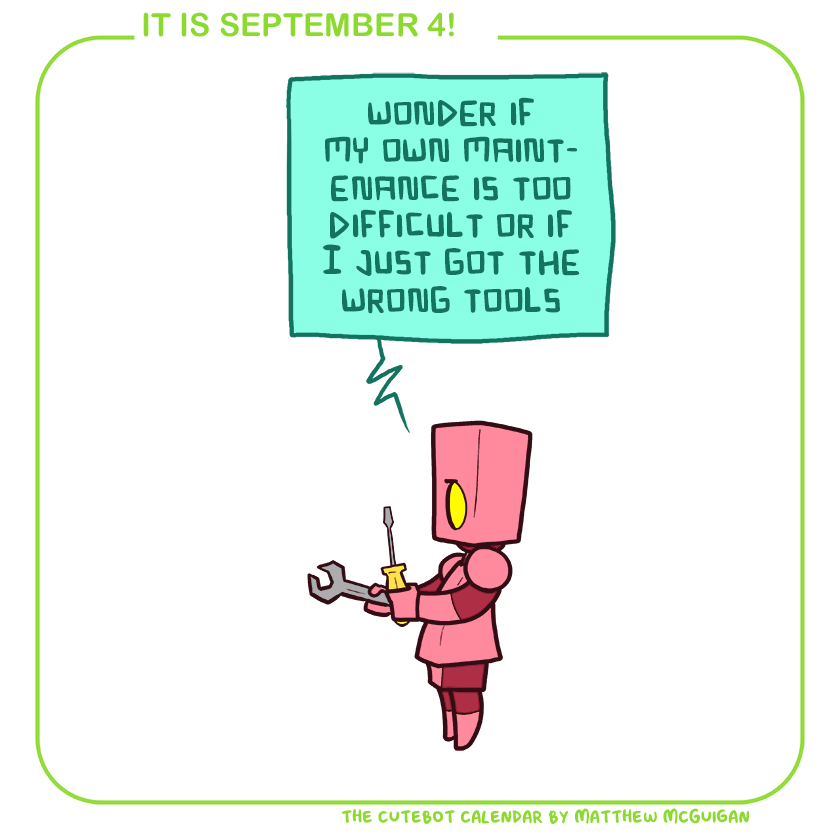 IT IS SEPTEMBER 4!
WONDER IF
MY OWN MAINT-
ENANCE IS TOO
DIFFICULT OR IF
I JUST GOT THE
WRONG TOOLS
THE CUTEBOT CALENDAR BY MATTHEW MCGUIGAN